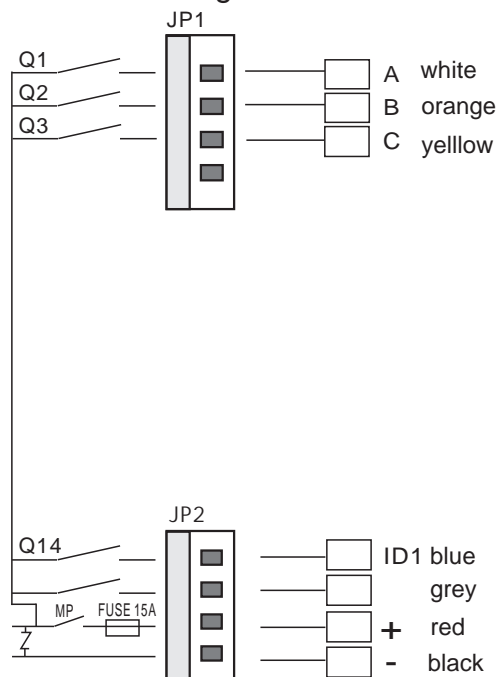 JP1
Q1 A white
Q2 B orange
Q3 C yelllow
JP2
Q14 ID1 blue
grey
MP FUSE 15A + red
- black